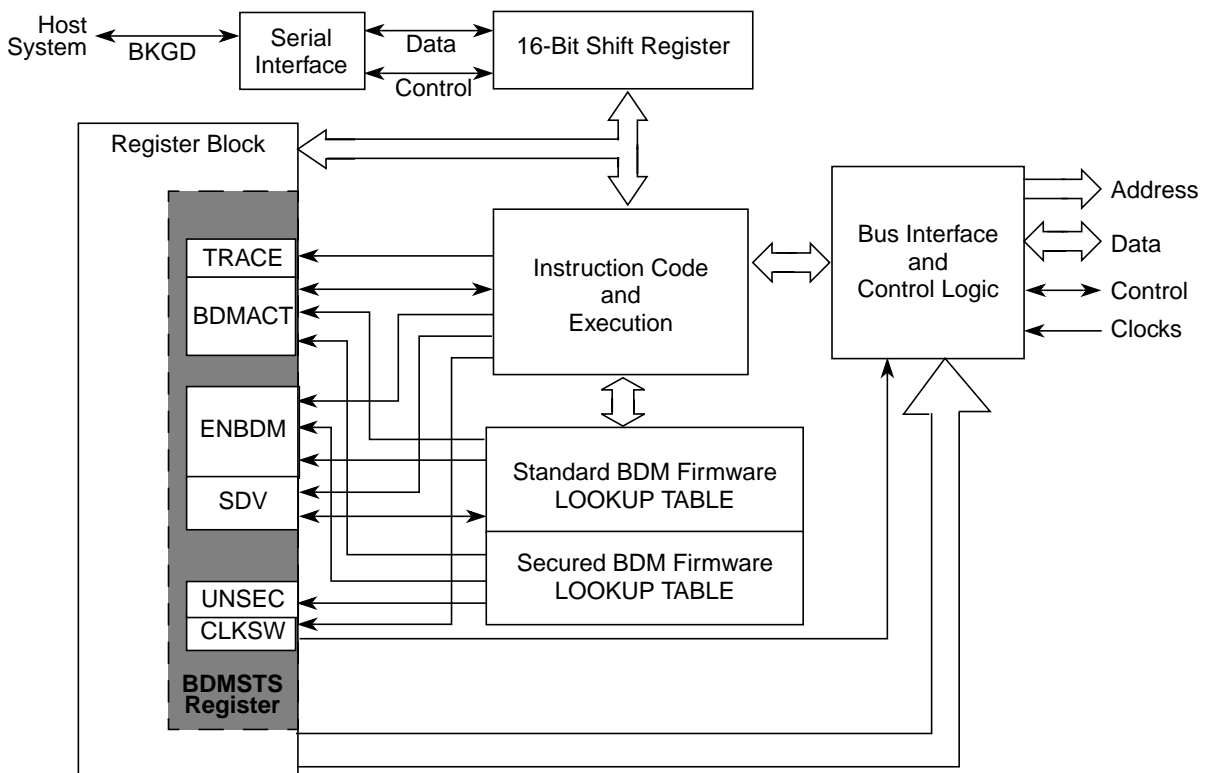 Host
System
BKGD
Serial
Interface
Data
Control
16-Bit Shift Register
Register Block
TRACE
BDMACT
ENBDM
SDV
UNSEC
CLKSW
BDMSTS
Register
Instruction Code
and
Execution
Standard BDM Firmware
LOOKUP TABLE
Secured BDM Firmware
LOOKUP TABLE
Bus Interface
and
Control Logic
Address
Data
Control
Clocks